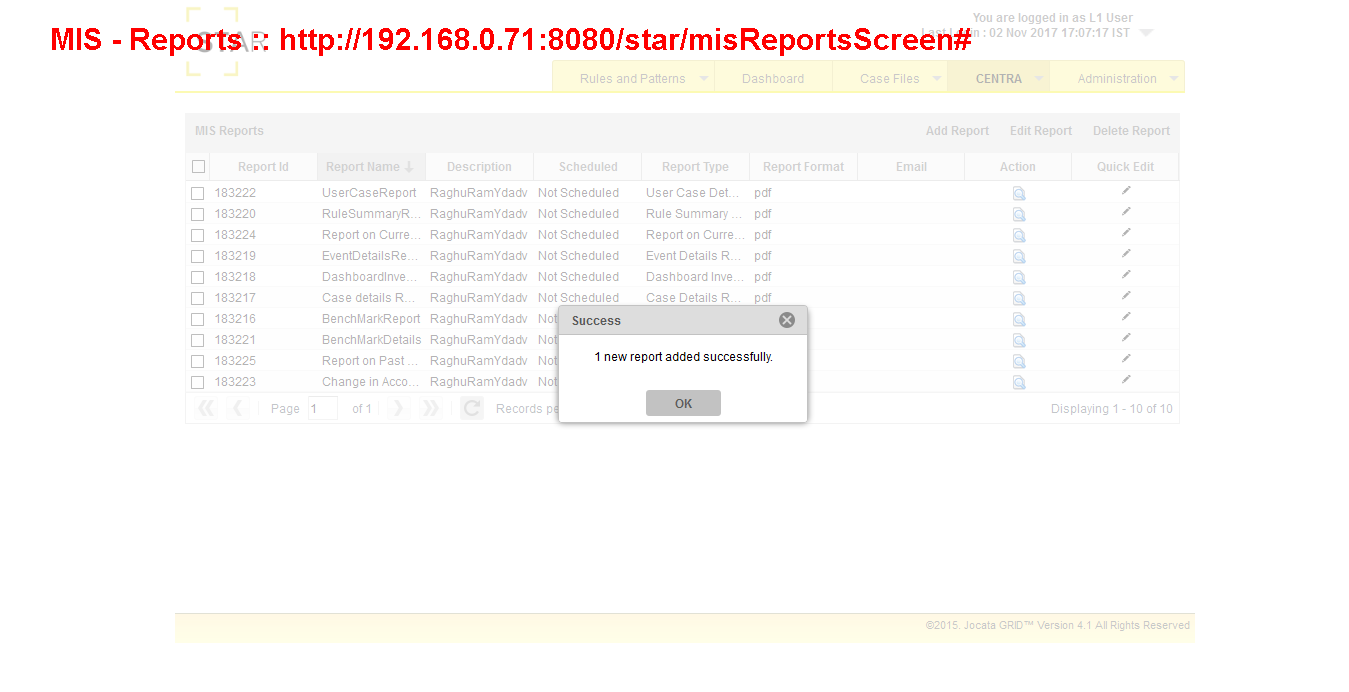 You are logged in as L1 User
MIS - Reports :: http://192.168.0.71:8080/star/misReportsScreen#
STAR
Last Login : 02 Nov 2017 17:07:17 IST
Rules and Patterns Dashboard Case Files CENTRA Administration
MIS Reports Add Report Edit Report Delete Report
Report Id Report Name Description Scheduled Report Type Report Format Email Action Quick Edit
183222 UserCaseReport RaghuRamYdadv Not Scheduled User Case Det... pdf
183220 RuleSummaryR... RaghuRamYdadv Not Scheduled Rule Summary ... pdf
183224 Report on Curre... RaghuRamYdadv Not Scheduled Report on Curre... pdf
183219 EventDetailsRe... RaghuRamYdadv Not Scheduled Event Details R... pdf
183218 DashboardInve... RaghuRamYdadv Not Scheduled Dashboard Inve... pdf
183217 Case details R... RaghuRamYdadv Not Scheduled Case Details R... pdf
183216 BenchMarkReport RaghuRamYdadv Not
183221 BenchMarkDetails RaghuRamYdadv Not
183225 Report on Past ... RaghuRamYdadv Not
183223 Change in Acco... RaghuRamYdadv Not
Success
1 new report added successfully.
OK
Page 1 of 1 Records Displaying 1 - 10 of 10
©2015. Jocata GRID™ Version 4.1 All Rights Reserved